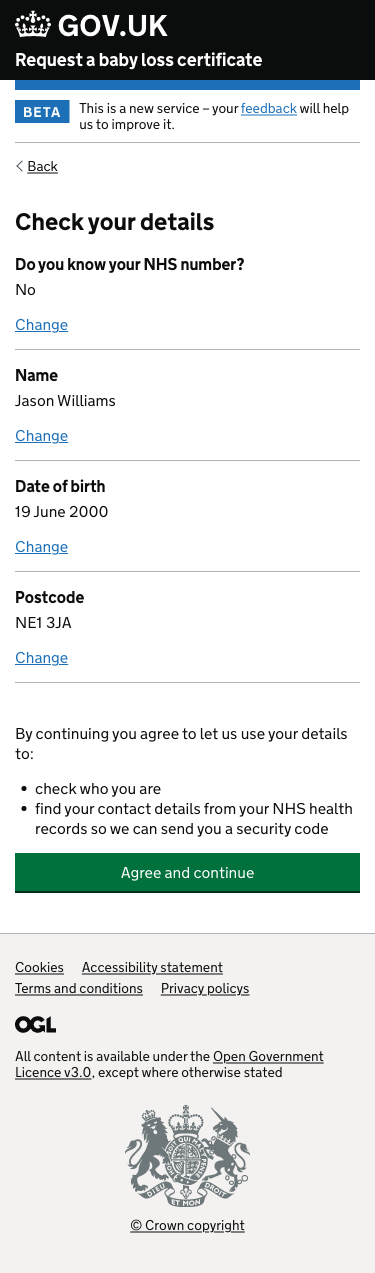 GOV.UK
Request a baby loss certificate
BETA
This is a new service – your feedback will help
us to improve it.
Back
Check your details
Do you know your NHS number?
No
Change
Name
Jason Williams
Change
Date of birth
19 June 2000
Change
Postcode
NE1 3JA
Change
By continuing you agree to let us use your details
to:
• check who you are
• find your contact details from your NHS health
records so we can send you a security code
Agree and continue
Cookies Accessibility statement
Terms and conditions Privacy policys
OGL
All content is available under the Open Government
Licence v3.0, except where otherwise stated
DIEU ET MON DROIT
© Crown copyright